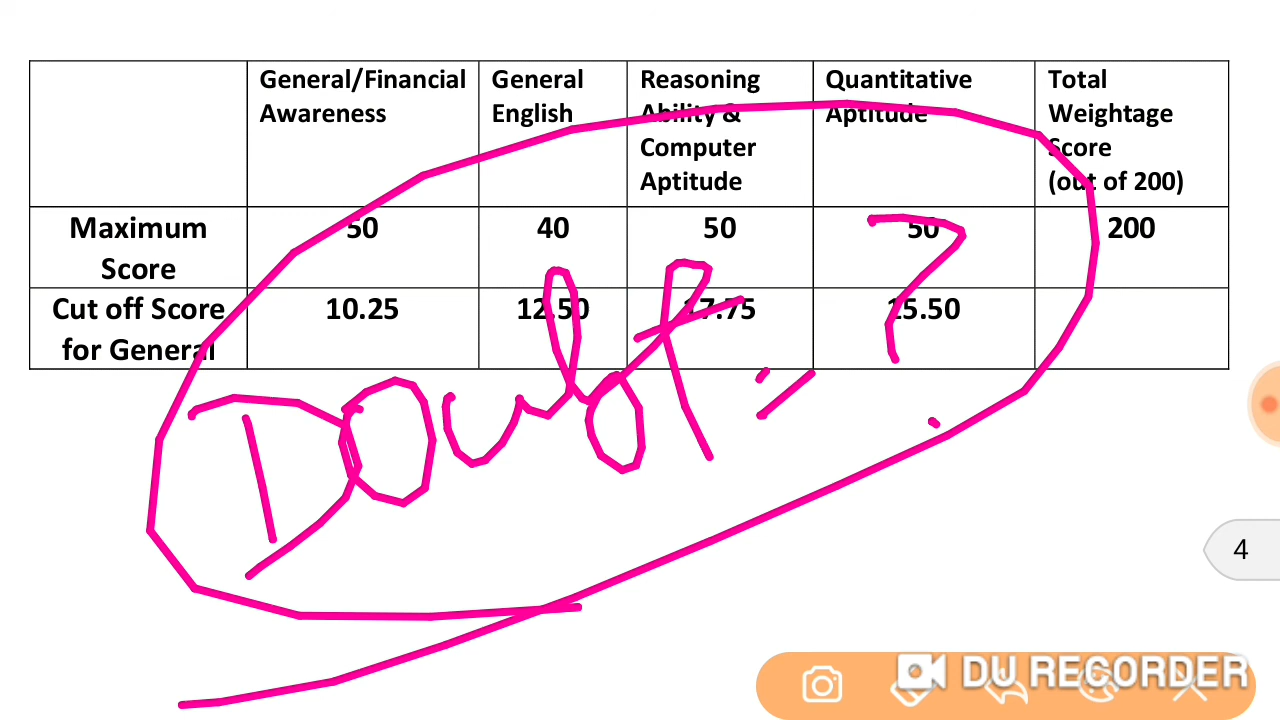 General/Financial Awareness
General English
Reasoning Ability & Computer Aptitude
Quantitative Aptitude
Total Weightage Score (out of 200)
Maximum Score 50 40 50 50 200
Cut off Score for General 10.25 12.50 17.75 15.50
Doubt :- ?
4
DU RECORDER